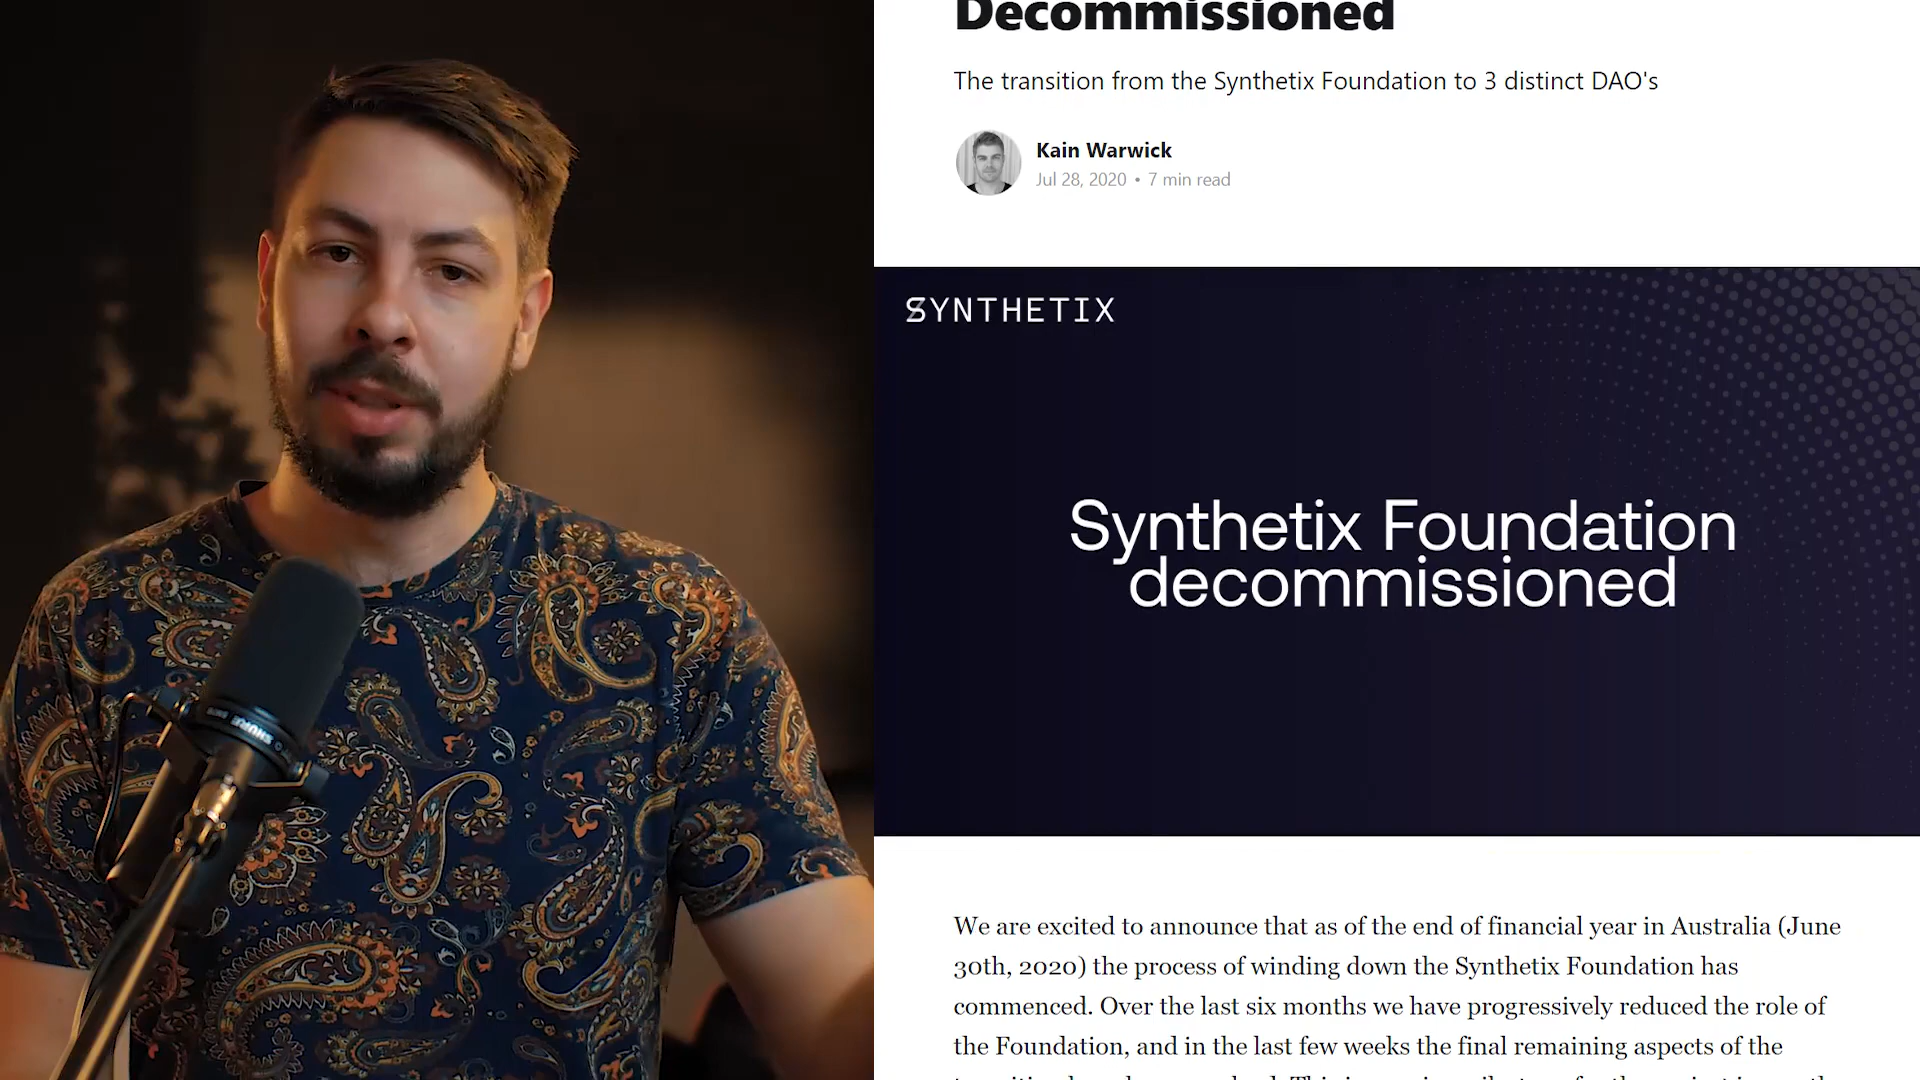 Decommissioned
The transition from the Synthetix Foundation to 3 distinct DAO's
Kain Warwick
Jul 28, 2020 • 7 min read
SYNTHETIX
Synthetix Foundation
decommissioned
We are excited to announce that as of the end of financial year in Australia (June
30th, 2020) the process of winding down the Synthetix Foundation has
commenced. Over the last six months we have progressively reduced the role of
the Foundation, and in the last few weeks the final remaining aspects of the
SHURE